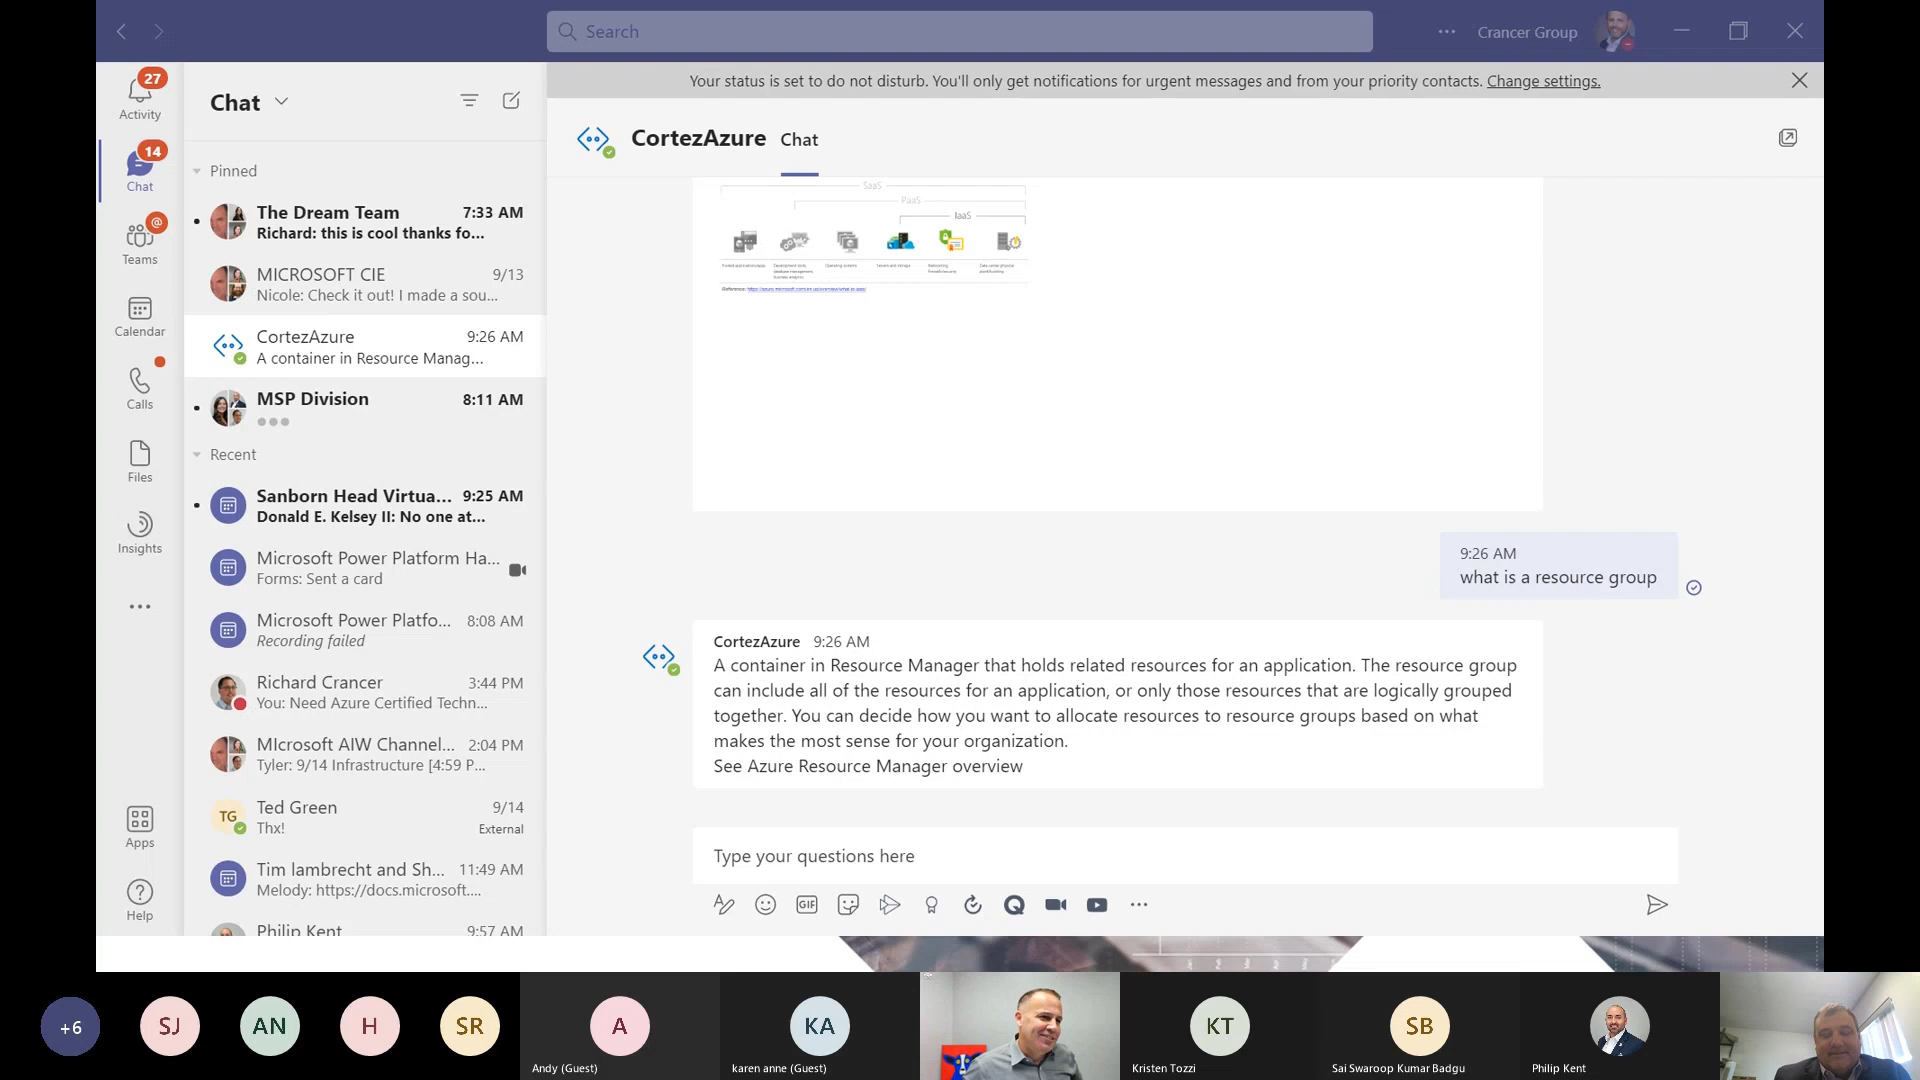 Search
Crancer Group
Your status is set to do not disturb. You'll only get notifications for urgent messages and from your priority contacts. Change settings.
27
Activity
14
Chat
@
Teams
Calendar
Calls
Files
Insights
Apps
Help
Chat
Pinned
The Dream Team 7:33 AM
Richard: this is cool thanks fo...
MICROSOFT CIE 9/13
Nicole: Check it out! I made a sou...
CortezAzure 9:26 AM
A container in Resource Manag...
MSP Division 8:11 AM
Recent
Sanborn Head Virtua... 9:25 AM
Donald E. Kelsey II: No one at...
Microsoft Power Platform Ha...
Forms: Sent a card
Microsoft Power Platfo... 8:08 AM
Recording failed
Richard Crancer 3:44 PM
You: Need Azure Certified Techn...
MIcrosoft AIW Channel... 2:04 PM
Tyler: 9/14 Infrastructure [4:59 P...
TG
Ted Green 9/14
Thx! External
Tim lambrecht and Sh... 11:49 AM
Melody: https://docs.microsoft....
Philip Kent 9:57 AM
CortezAzure Chat
SaaS
PaaS
IaaS
9:26 AM
what is a resource group
CortezAzure 9:26 AM
A container in Resource Manager that holds related resources for an application. The resource group
can include all of the resources for an application, or only those resources that are logically grouped
together. You can decide how you want to allocate resources to resource groups based on what
makes the most sense for your organization.
See Azure Resource Manager overview
Type your questions here
GIF
+6
SJ
AN
H
SR
A
Andy (Guest)
KA
karen anne (Guest)
KT
Kristen Tozzi
SB
Sai Swaroop Kumar Badgu
Philip Kent